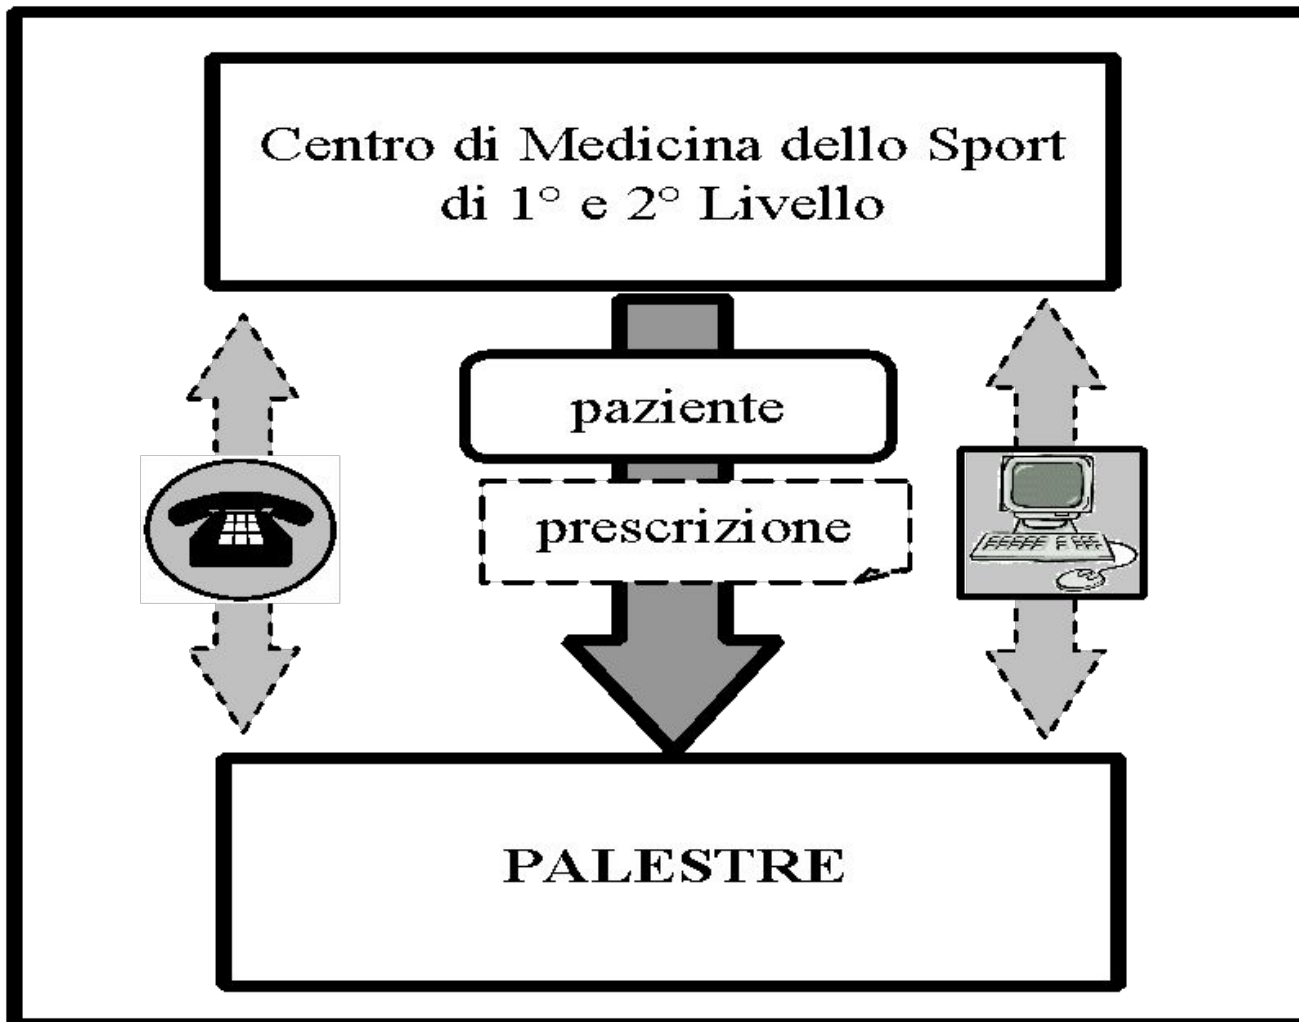 Centro di Medicina dello Sport
di 1° e 2° Livello
paziente
prescrizione
PALESTRE